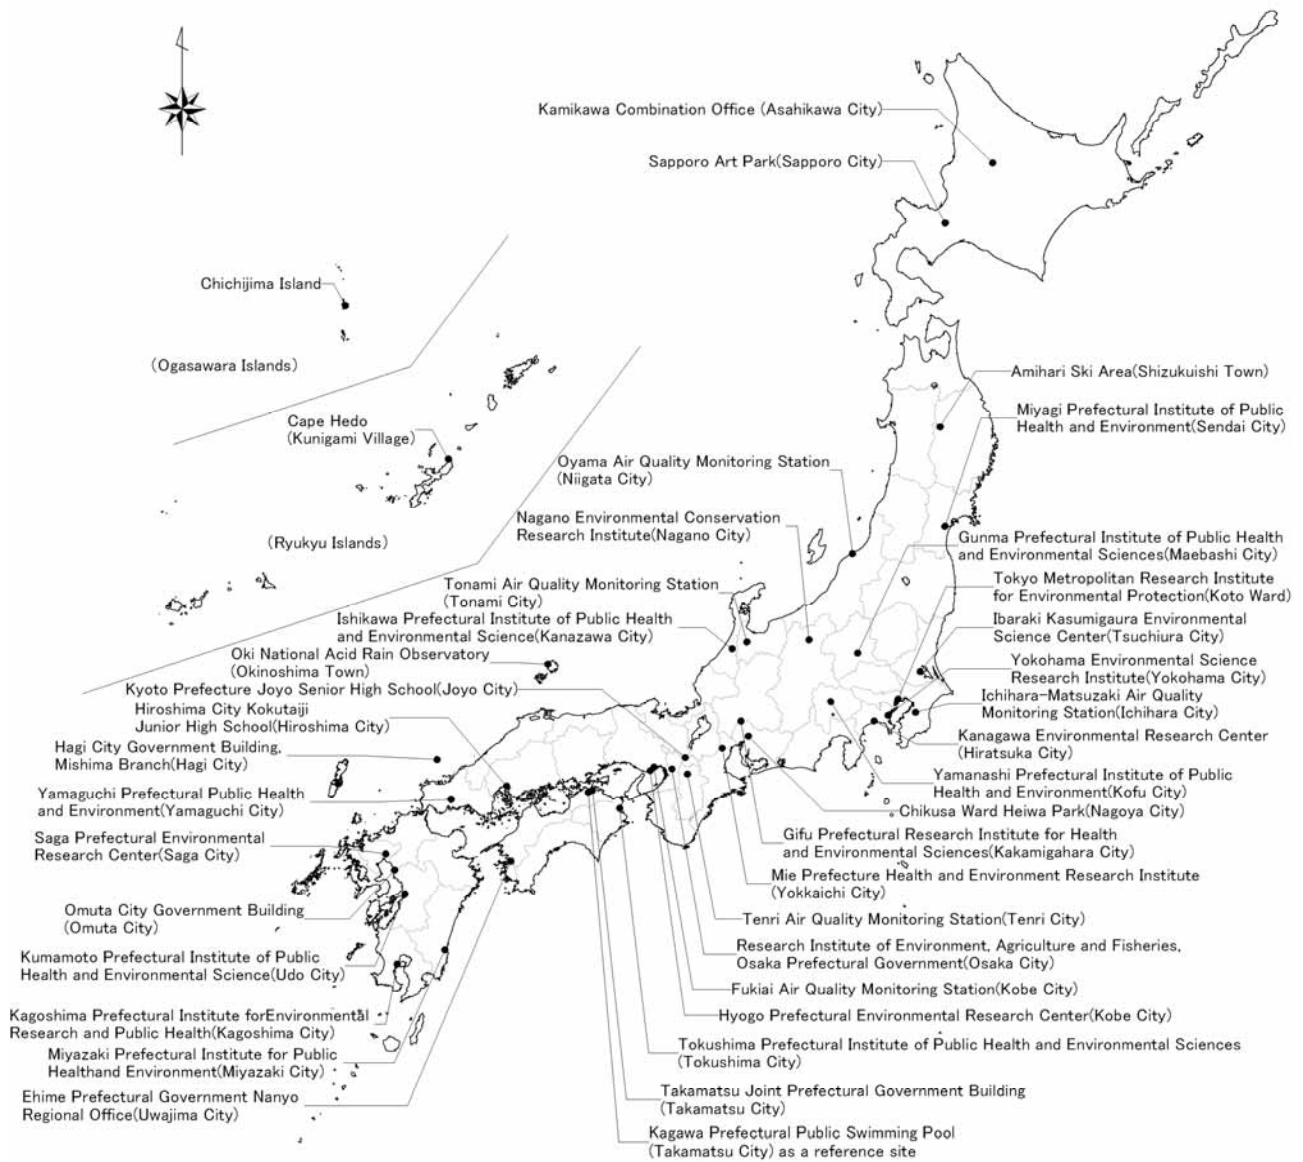 Kamikawa Combination Office (Asahikawa City)
Sapporo Art Park(Sapporo City)
Chichijima Island
(Ogasawara Islands)
Amihari Ski Area(Shizukuishi Town)
Miyagi Prefectural Institute of Public
Health and Environment(Sendai City)
Cape Hedo
(Kunigami Village)
Oyama Air Quality Monitoring Station
(Niigata City)
Nagano Environmental Conservation
Research Institute(Nagano City)
(Ryukyu Islands)
Gunma Prefectural Institute of Public Health
and Environmental Sciences(Maebashi City)
Tonami Air Quality Monitoring Station
(Tonami City)
Tokyo Metropolitan Research Institute
for Environmental Protection(Koto Ward)
Ishikawa Prefectural Institute of Public Health
and Environmental Science(Kanazawa City)
Ibaraki Kasumigaura Environmental
Science Center(Tsuchiura City)
Oki National Acid Rain Observatory
(Okinoshima Town)
Yokohama Environmental Science
Research Institute(Yokohama City)
Kyoto Prefecture Joyo Senior High School(Joyo City)
Ichihara-Matsuzaki Air Quality
Monitoring Station(Ichihara City)
Hiroshima City Kokutaiji
Junior High School(Hiroshima City)
Kanagawa Environmental Research Center
(Hiratsuka City)
Hagi City Government Building,
Mishima Branch(Hagi City)
Yamanashi Prefectural Institute of Public
Health and Environment(Kofu City)
Yamaguchi Prefectural Public Health
and Environment(Yamaguchi City)
Chikusa Ward Heiwa Park(Nagoya City)
Saga Prefectural Environmental
Research Center(Saga City)
Gifu Prefectural Research Institute for Health
and Environmental Sciences(Kakamigahara City)
Mie Prefecture Health and Environment Research Institute
(Yokkaichi City)
Omuta City Government Building
(Omuta City)
Tenri Air Quality Monitoring Station(Tenri City)
Kumamoto Prefectural Institute of Public
Health and Environmental Science(Udo City)
Research Institute of Environment, Agriculture and Fisheries,
Osaka Prefectural Government(Osaka City)
Fukiai Air Quality Monitoring Station(Kobe City)
Kagoshima Prefectural Institute forEnvironmental
Research and Public Health(Kagoshima City)
Hyogo Prefectural Environmental Research Center(Kobe City)
Miyazaki Prefectural Institute for Public
Healthand Environment(Miyazaki City)
Tokushima Prefectural Institute of Public Health and Environmental Sciences
(Tokushima City)
Ehime Prefectural Government Nanyo
Regional Office(Uwajima City)
Takamatsu Joint Prefectural Government Building
(Takamatsu City)
Kagawa Prefectural Public Swimming Pool
(Takamatsu City) as a reference site